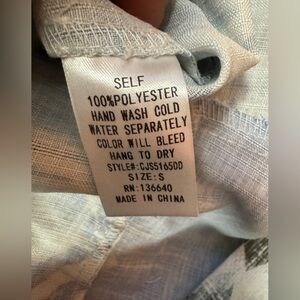 SELF
100%POLYESTER
HAND WASH COLD
WATER SEPARATELY
COLOR WILL BLEED
HANG TO DRY
STYLE#:CJS5165DD
SIZE:S
RN:136640
MADE IN CHINA